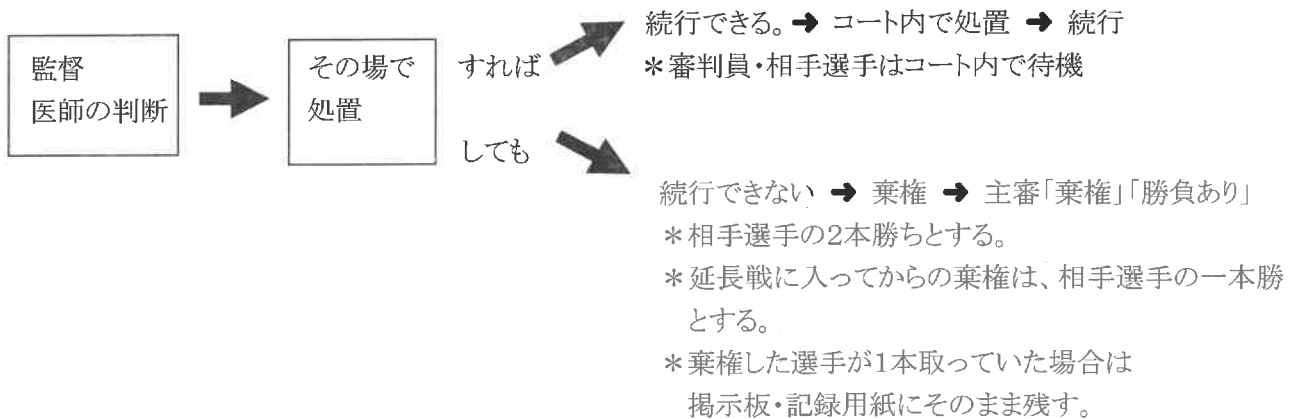 監督
医師の判断
その場で
処置
すれば
続行できる。➜ コート内で処置 ➜ 続行
＊審判員・相手選手はコート内で待機
しても
続行できない ➜ 棄権 ➜ 主審「棄権」「勝負あり」
＊相手選手の2本勝ちとする。
＊延長戦に入ってからの棄権は、相手選手の一本勝
とする。
＊棄権した選手が1本取っていた場合は
掲示板・記録用紙にそのまま残す。